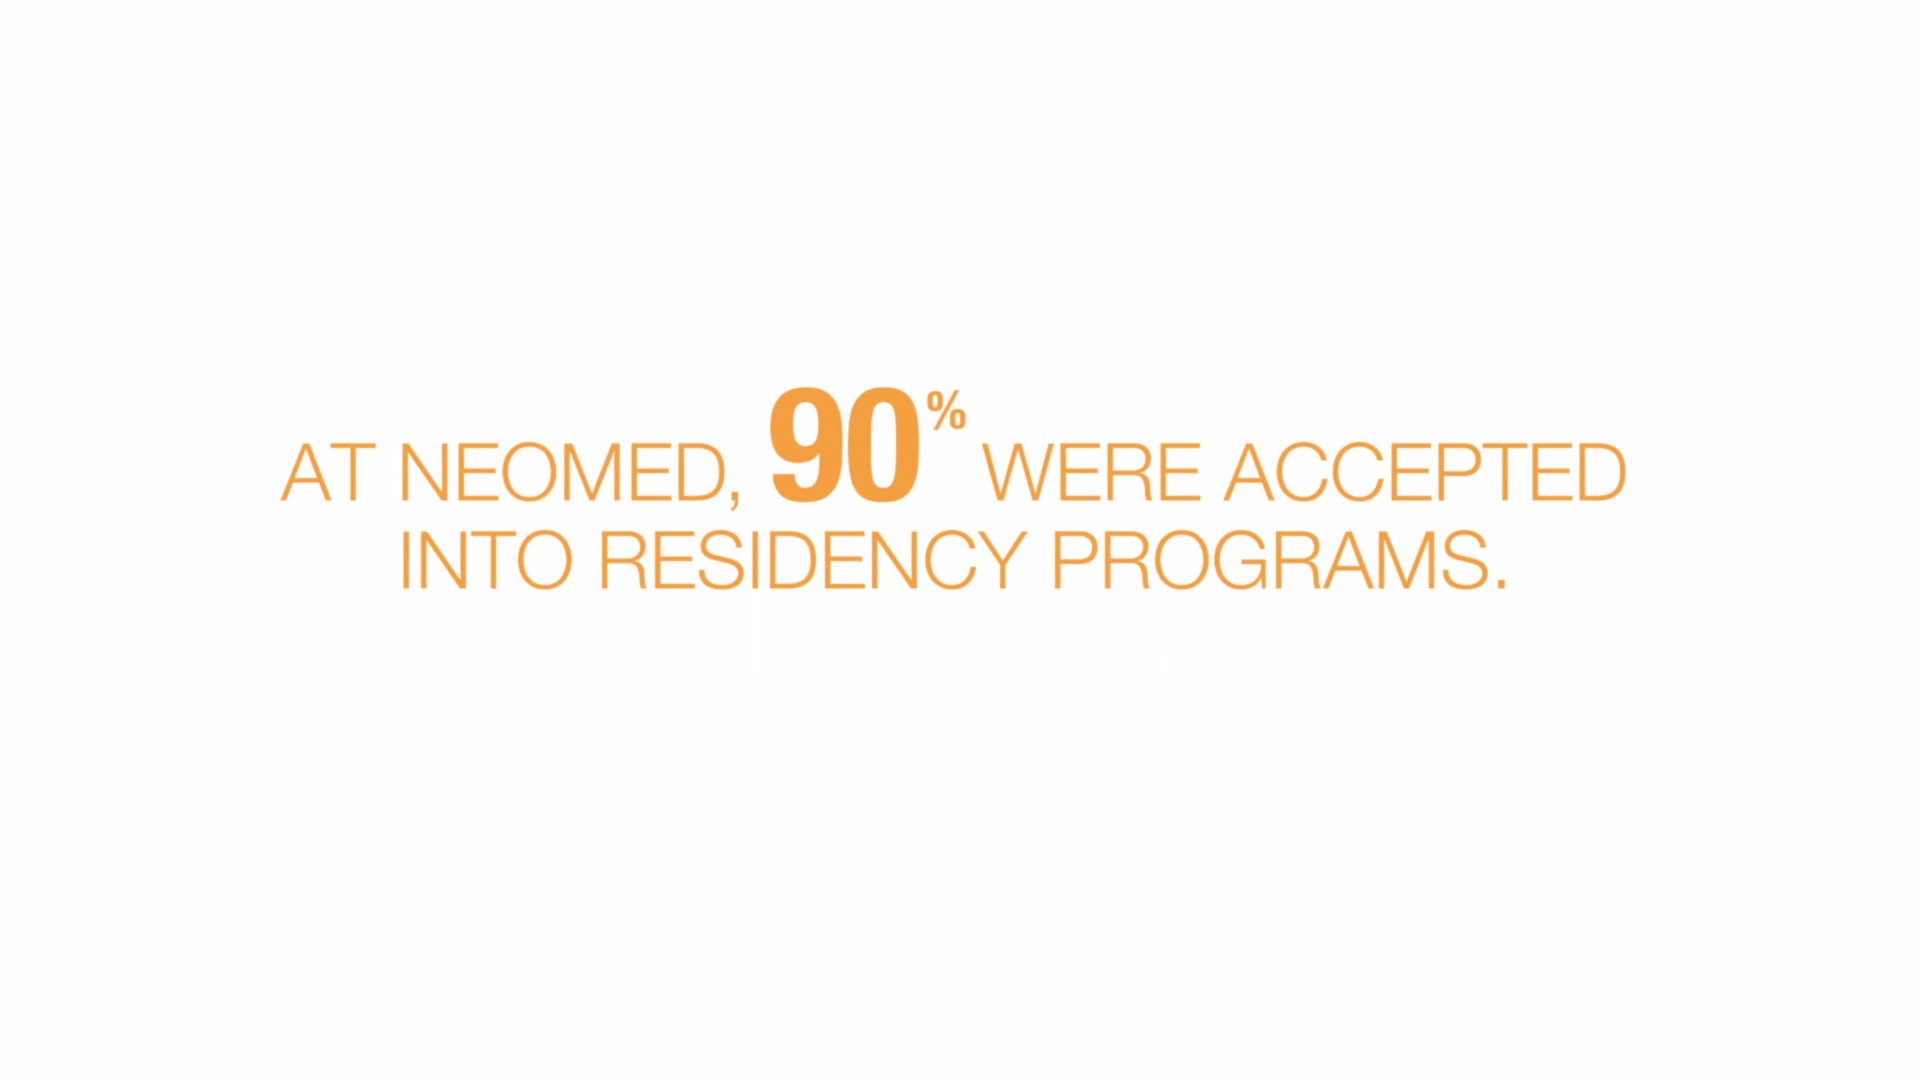 AT NEOMED, 90% WERE ACCEPTED
INTO RESIDENCY PROGRAMS.